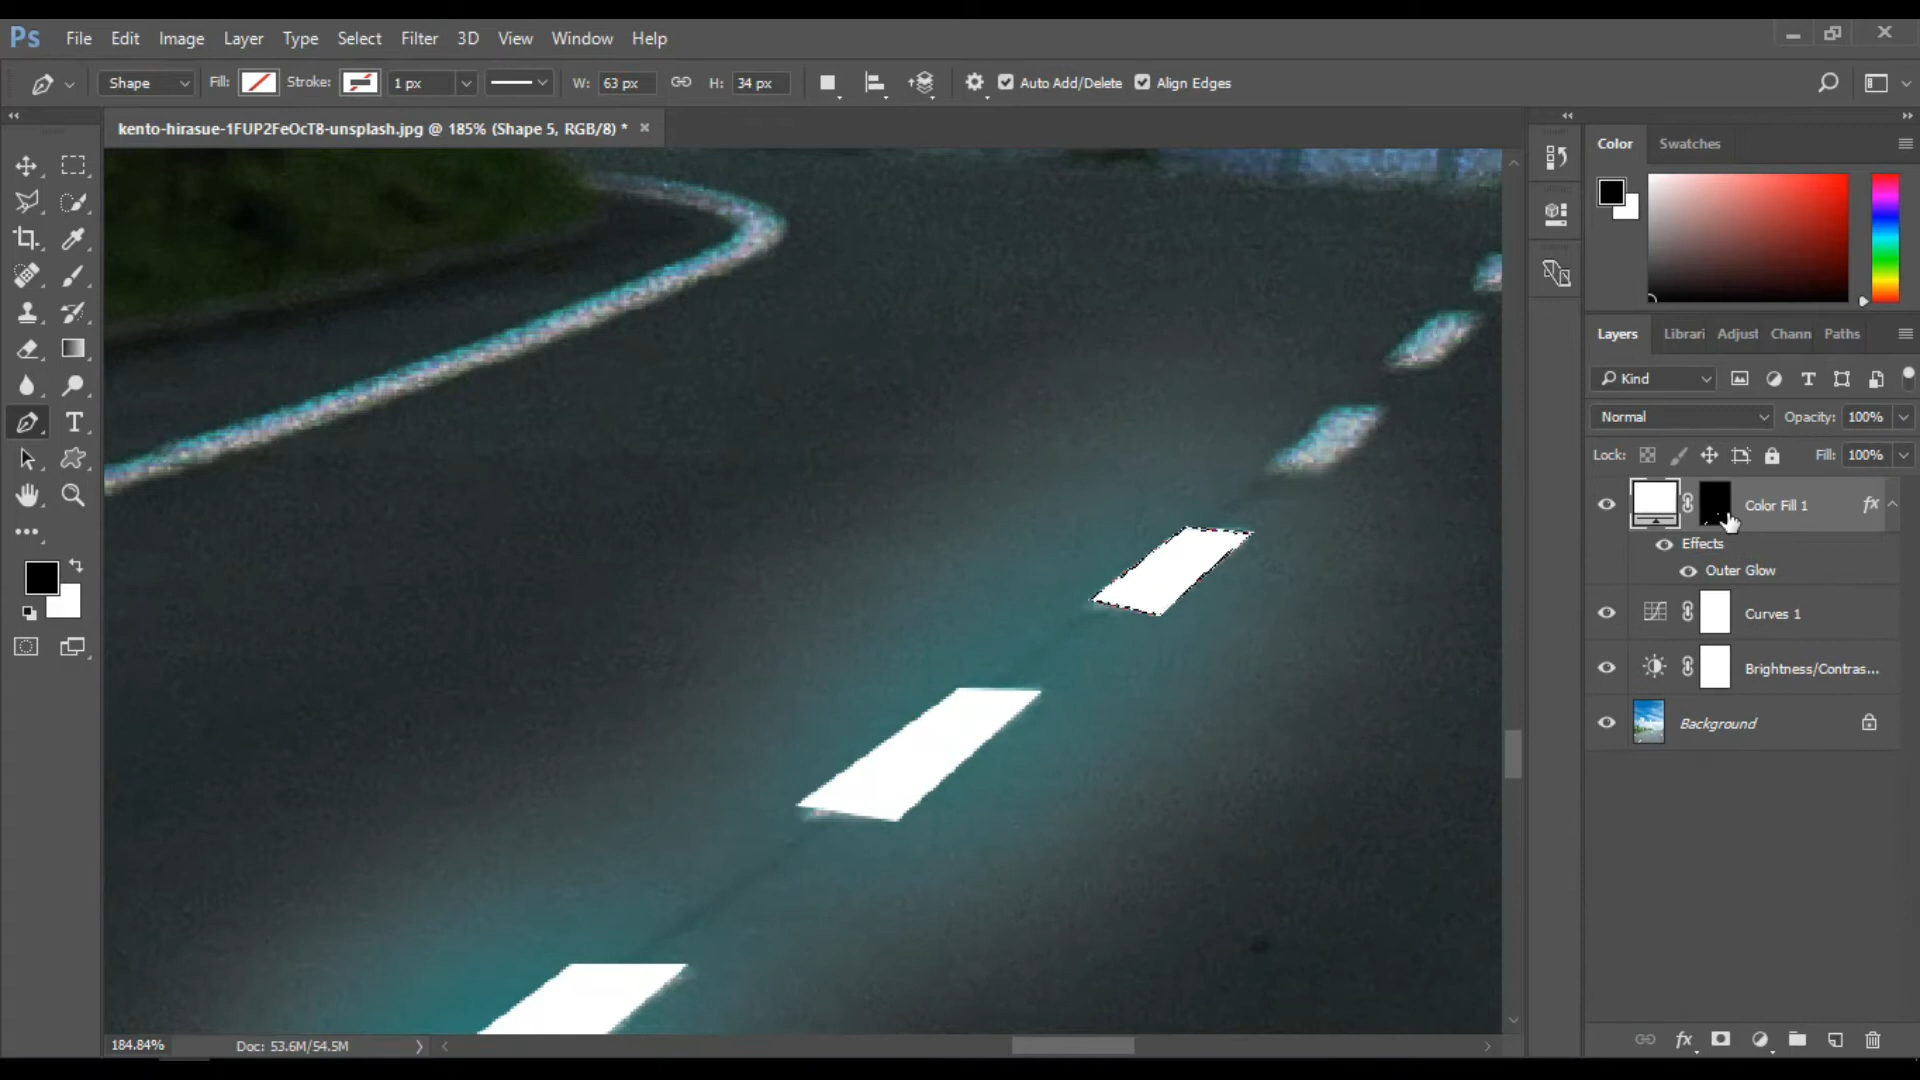 Ps File Edit Image Layer Type Select Filter 3D View Window Help
Shape Fill: Stroke: 1 px W: 63 px H: 34 px Auto Add/Delete Align Edges
kento-hirasue-1FUP2FeOcT8-unsplash.jpg @ 185% (Shape 5, RGB/8) *
Color Swatches
Layers Librari Adjust Chann Paths
Kind
Normal Opacity: 100%
Lock: Fill: 100%
Color Fill 1 fx
Effects
Outer Glow
Curves 1
Brightness/Contras...
Background
184.84% Doc: 53.6M/54.5M
fx